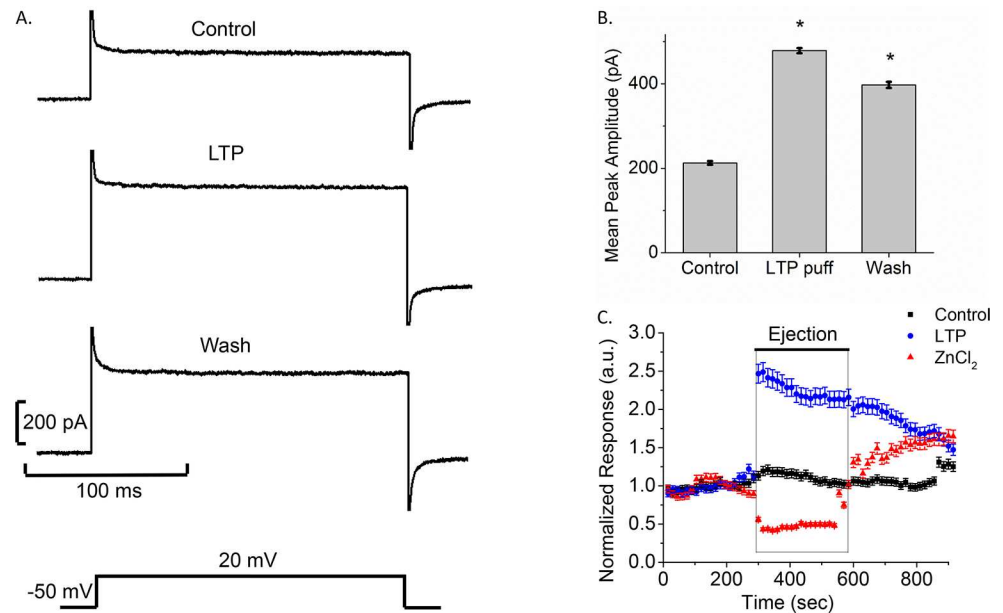 A.
Control
LTP
Wash
200 pA
100 ms
20 mV
-50 mV
B.
Mean Peak Amplitude (pA)
400
200
0
*
*
Control LTP puff Wash
C.
Control
LTP
ZnCl₂
Ejection
Normalized Response (a.u.)
3.0
2.5
2.0
1.5
1.0
0.5
0.0
0 200 400 600 800
Time (sec)